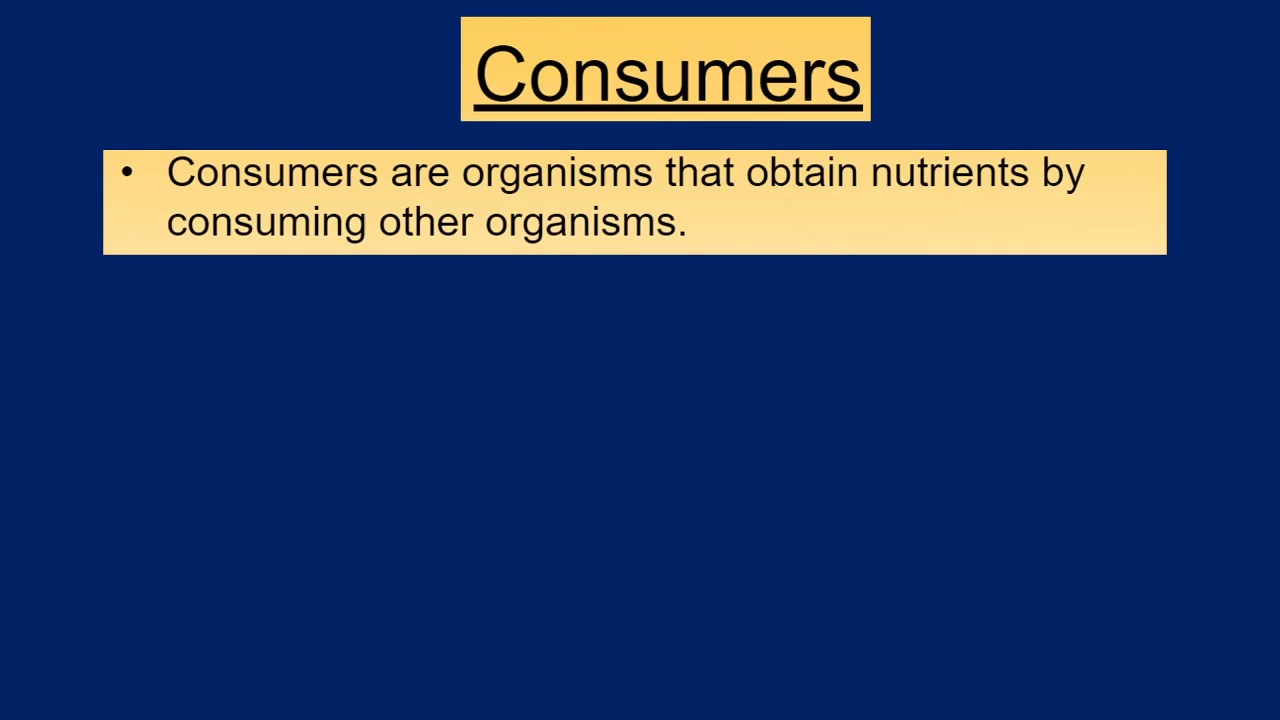 Consumers
• Consumers are organisms that obtain nutrients by
consuming other organisms.